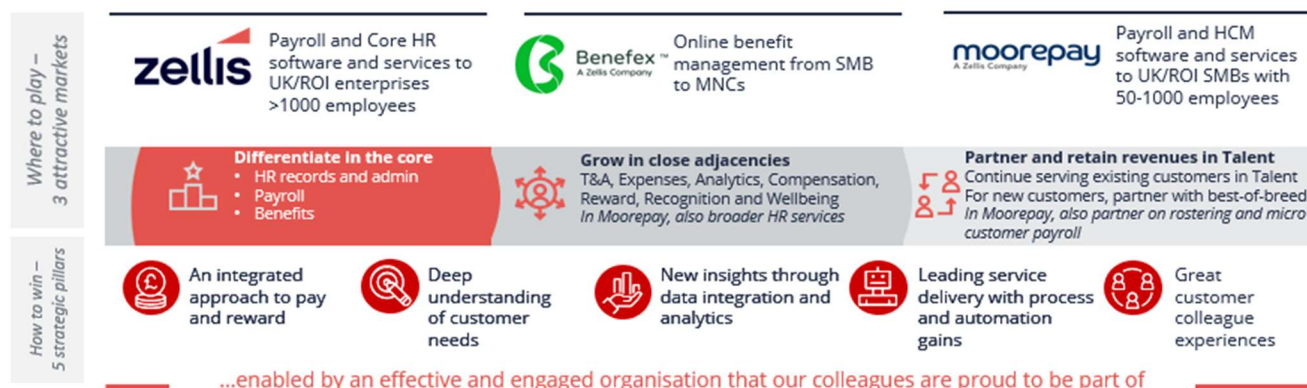 Where to play –
3 attractive markets
zellis
Payroll and Core HR
software and services to
UK/ROI enterprises
>1000 employees
Benefex™
A Zellis Company
Online benefit
management from SMB
to MNCs
moorepay
A Zellis Company
Payroll and HCM
software and services
to UK/ROI SMBs with
50-1000 employees
Differentiate in the core
• HR records and admin
• Payroll
• Benefits
Grow in close adjacencies
T&A, Expenses, Analytics, Compensation,
Reward, Recognition and Wellbeing
In Moorepay, also broader HR services
Partner and retain revenues in Talent
Continue serving existing customers in Talent
For new customers, partner with best-of-breed
In Moorepay, also partner on rostering and micro
customer payroll
How to win –
5 strategic pillars
£
An integrated
approach to pay
and reward
Deep
understanding
of customer
needs
New insights through
data integration and
analytics
Leading service
delivery with process
and automation
gains
Great
customer
colleague
experiences
...enabled by an effective and engaged organisation that our colleagues are proud to be part of